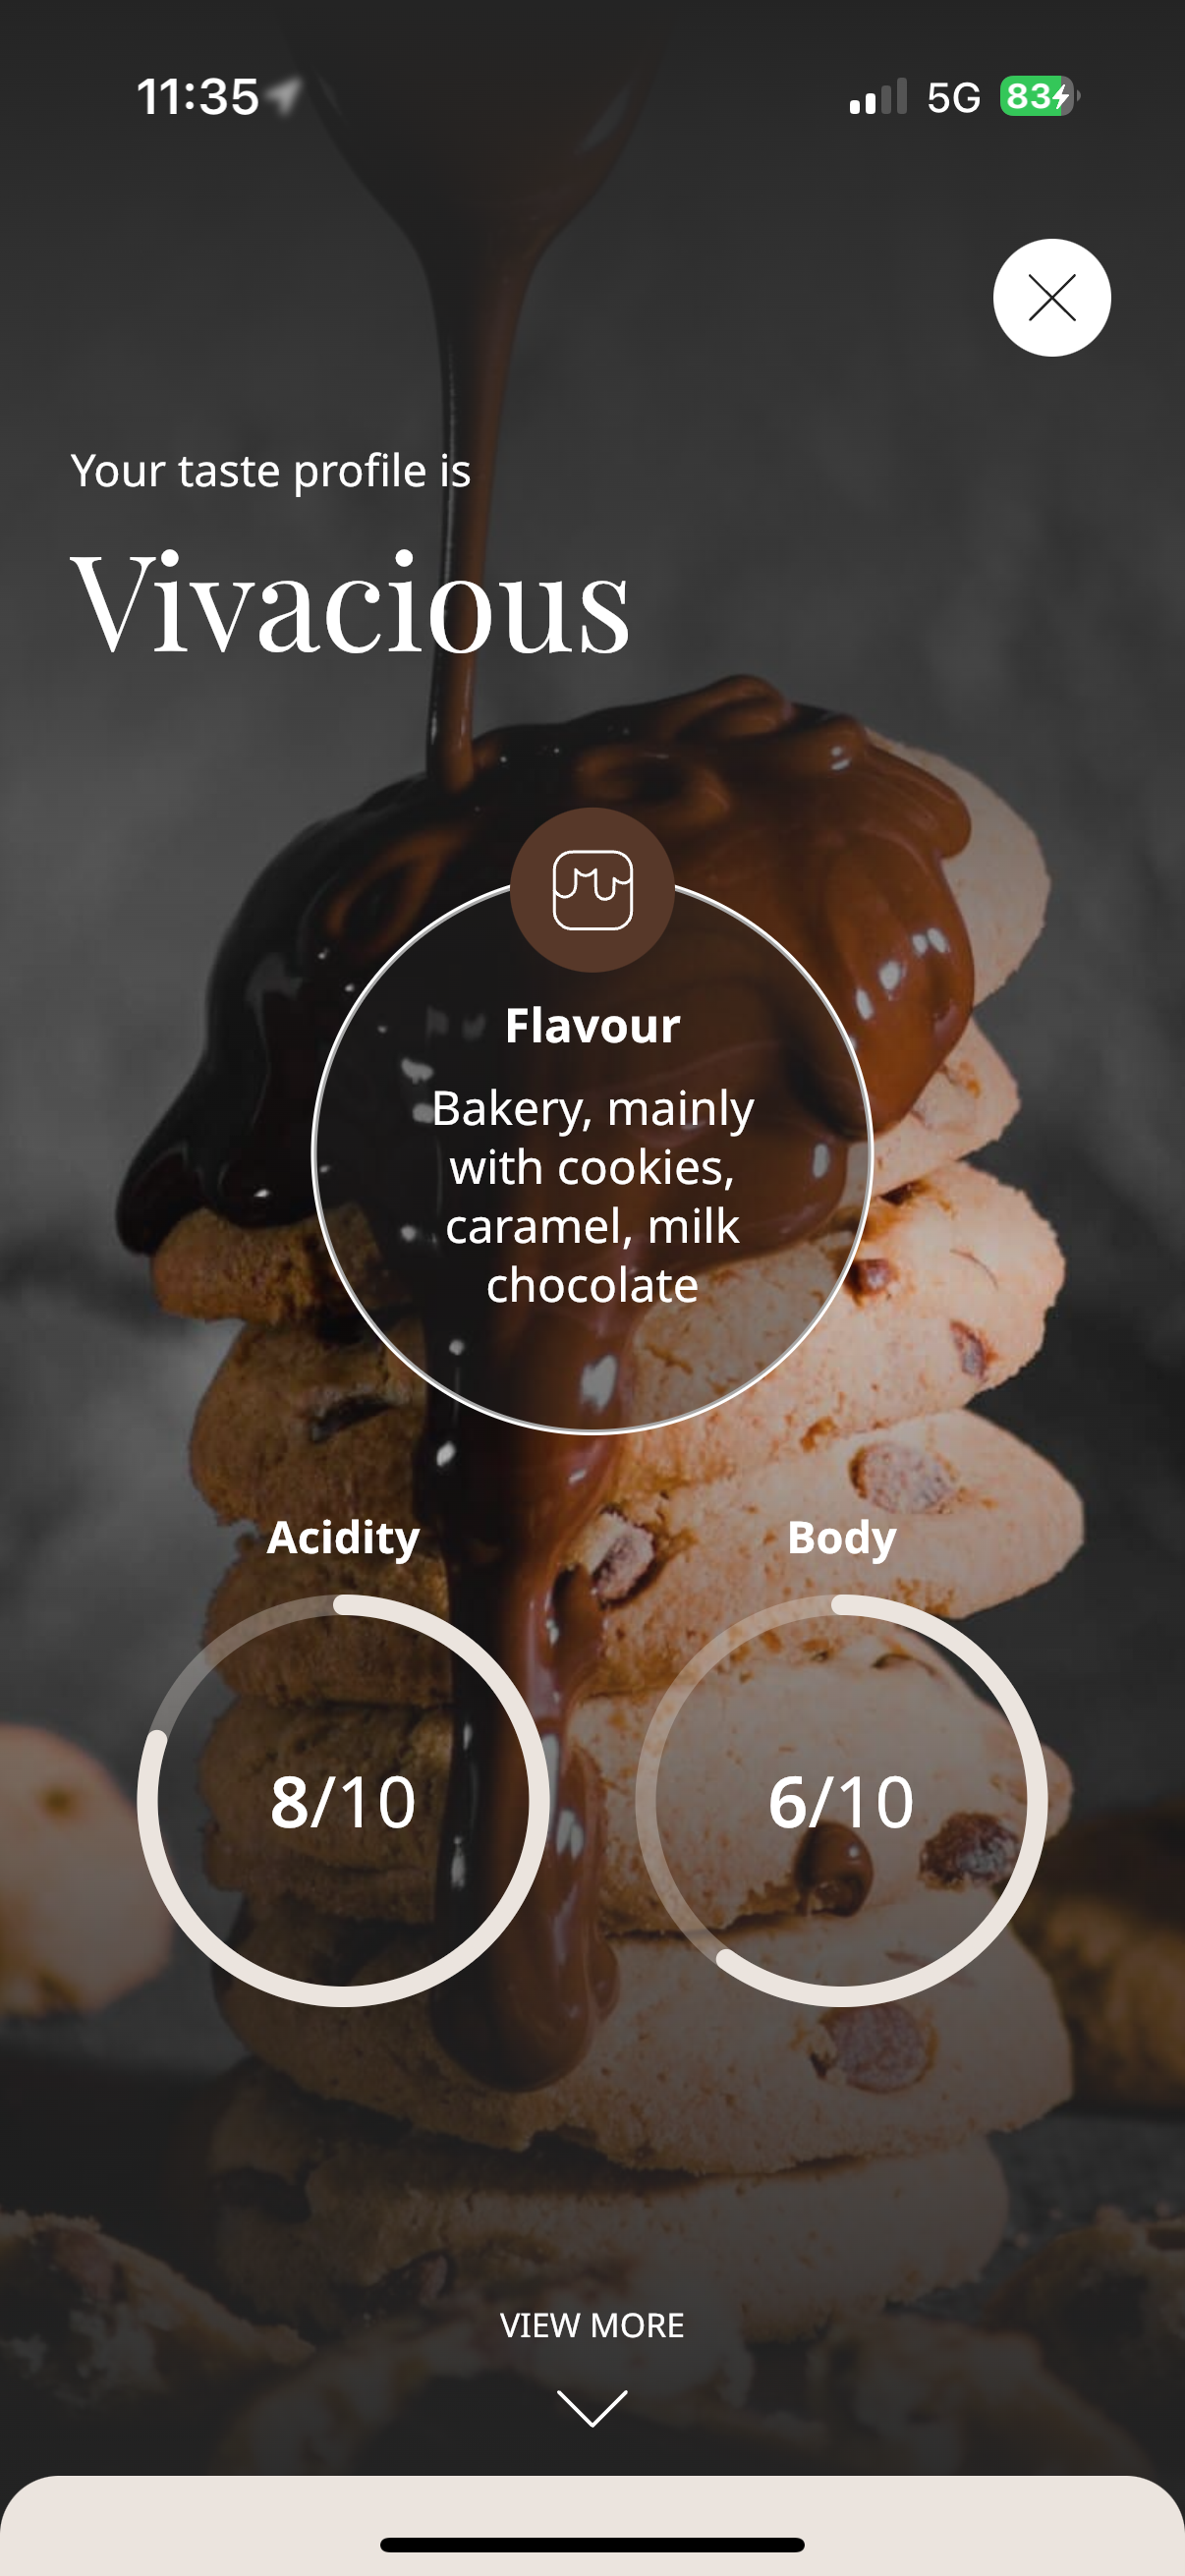 11:35
5G
83
Your taste profile is
Vivacious
Flavour
Bakery, mainly
with cookies,
caramel, milk
chocolate
Acidity
Body
8/10
6/10
VIEW MORE